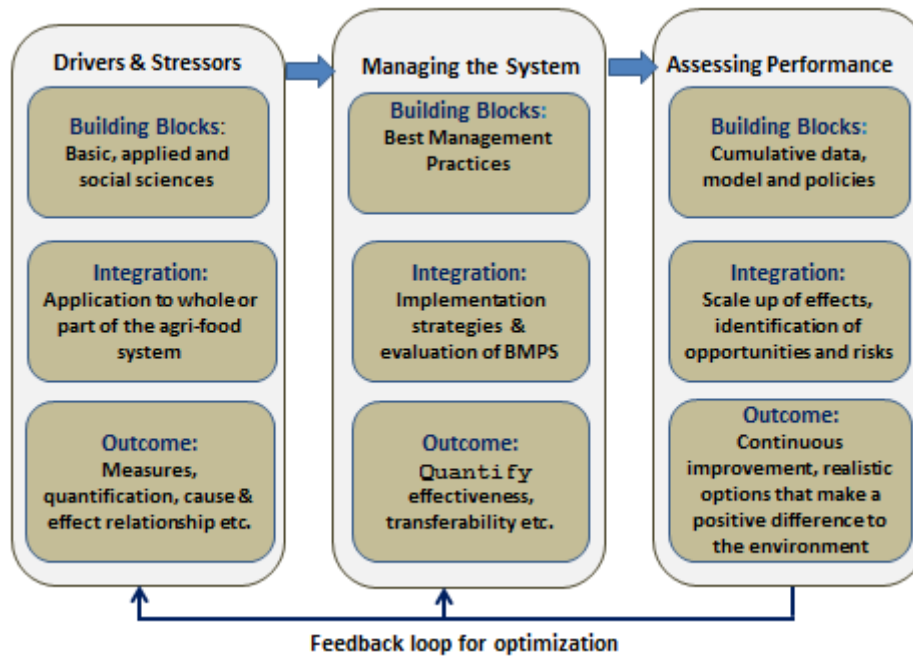 Drivers & Stressors
Building Blocks:
Basic, applied and
social sciences
Integration:
Application to whole or
part of the agri-food
system
Outcome:
Measures,
quantification, cause &
effect relationship etc.
Managing the System
Building Blocks:
Best Management
Practices
Integration:
Implementation
strategies & 
evaluation of BMPS
Outcome:
Quantify
effectiveness,
transferability etc.
Assessing Performance
Building Blocks:
Cumulative data,
model and policies
Integration:
Scale up of effects,
identification of
opportunities and risks
Outcome:
Continuous
improvement, realistic
options that make a
positive difference to
the environment
Feedback loop for optimization